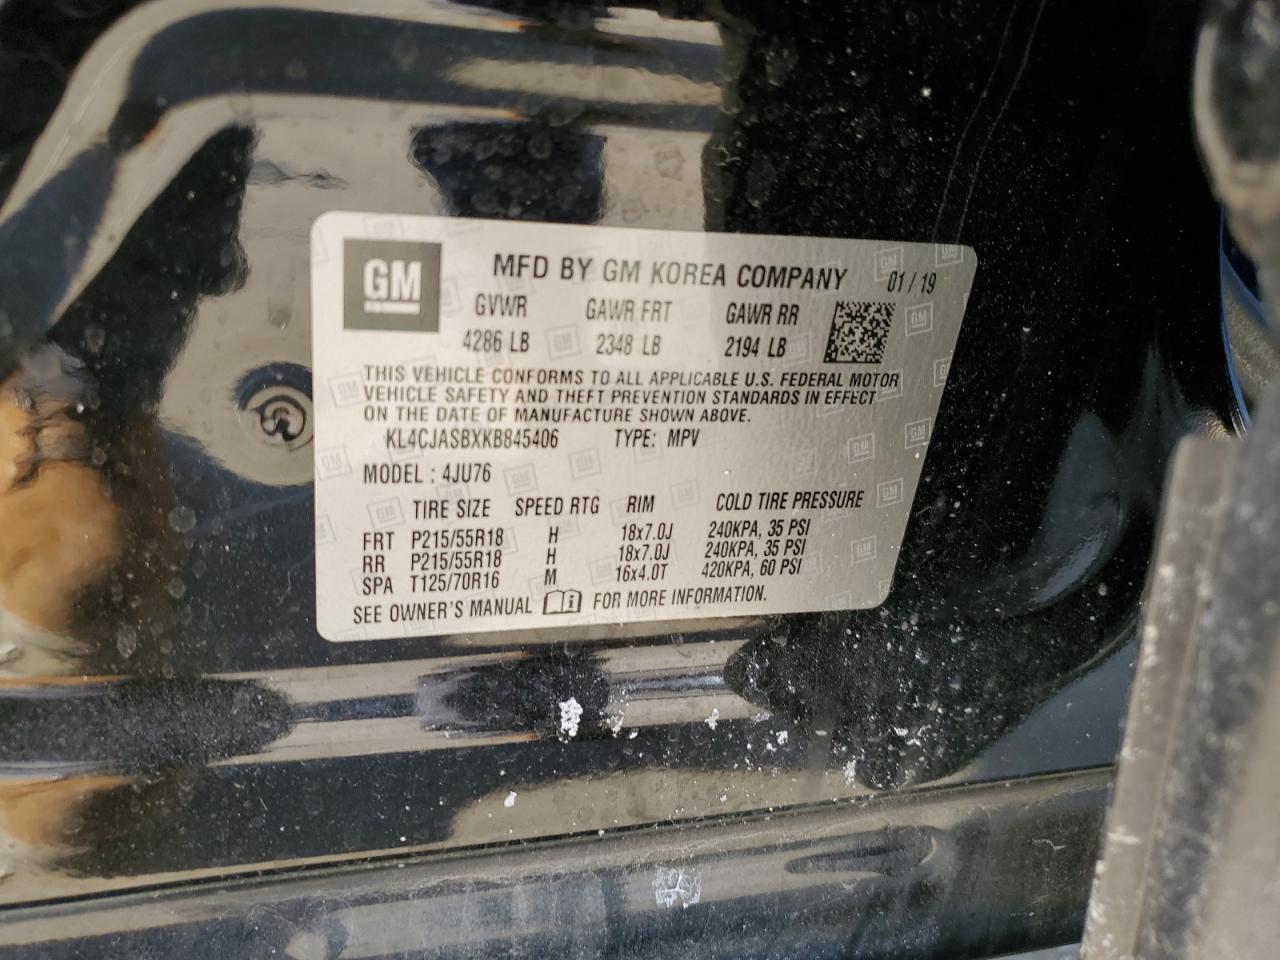 GM
MFD BY GM KOREA COMPANY 01 / 19
GVWR GAWR FRT GAWR RR
4286 LB 2348 LB 2194 LB
THIS VEHICLE CONFORMS TO ALL APPLICABLE U.S. FEDERAL MOTOR
VEHICLE SAFETY AND THEFT PREVENTION STANDARDS IN EFFECT
ON THE DATE OF MANUFACTURE SHOWN ABOVE.
KL4CJASBXKB845406 TYPE: MPV
MODEL : 4JU76
TIRE SIZE SPEED RTG RIM COLD TIRE PRESSURE
FRT P215/55R18 H 18x7.0J 240KPA, 35 PSI
RR P215/55R18 H 18x7.0J 240KPA, 35 PSI
SPA T125/70R16 M 16x4.0T 420KPA, 60 PSI
SEE OWNER'S MANUAL FOR MORE INFORMATION.